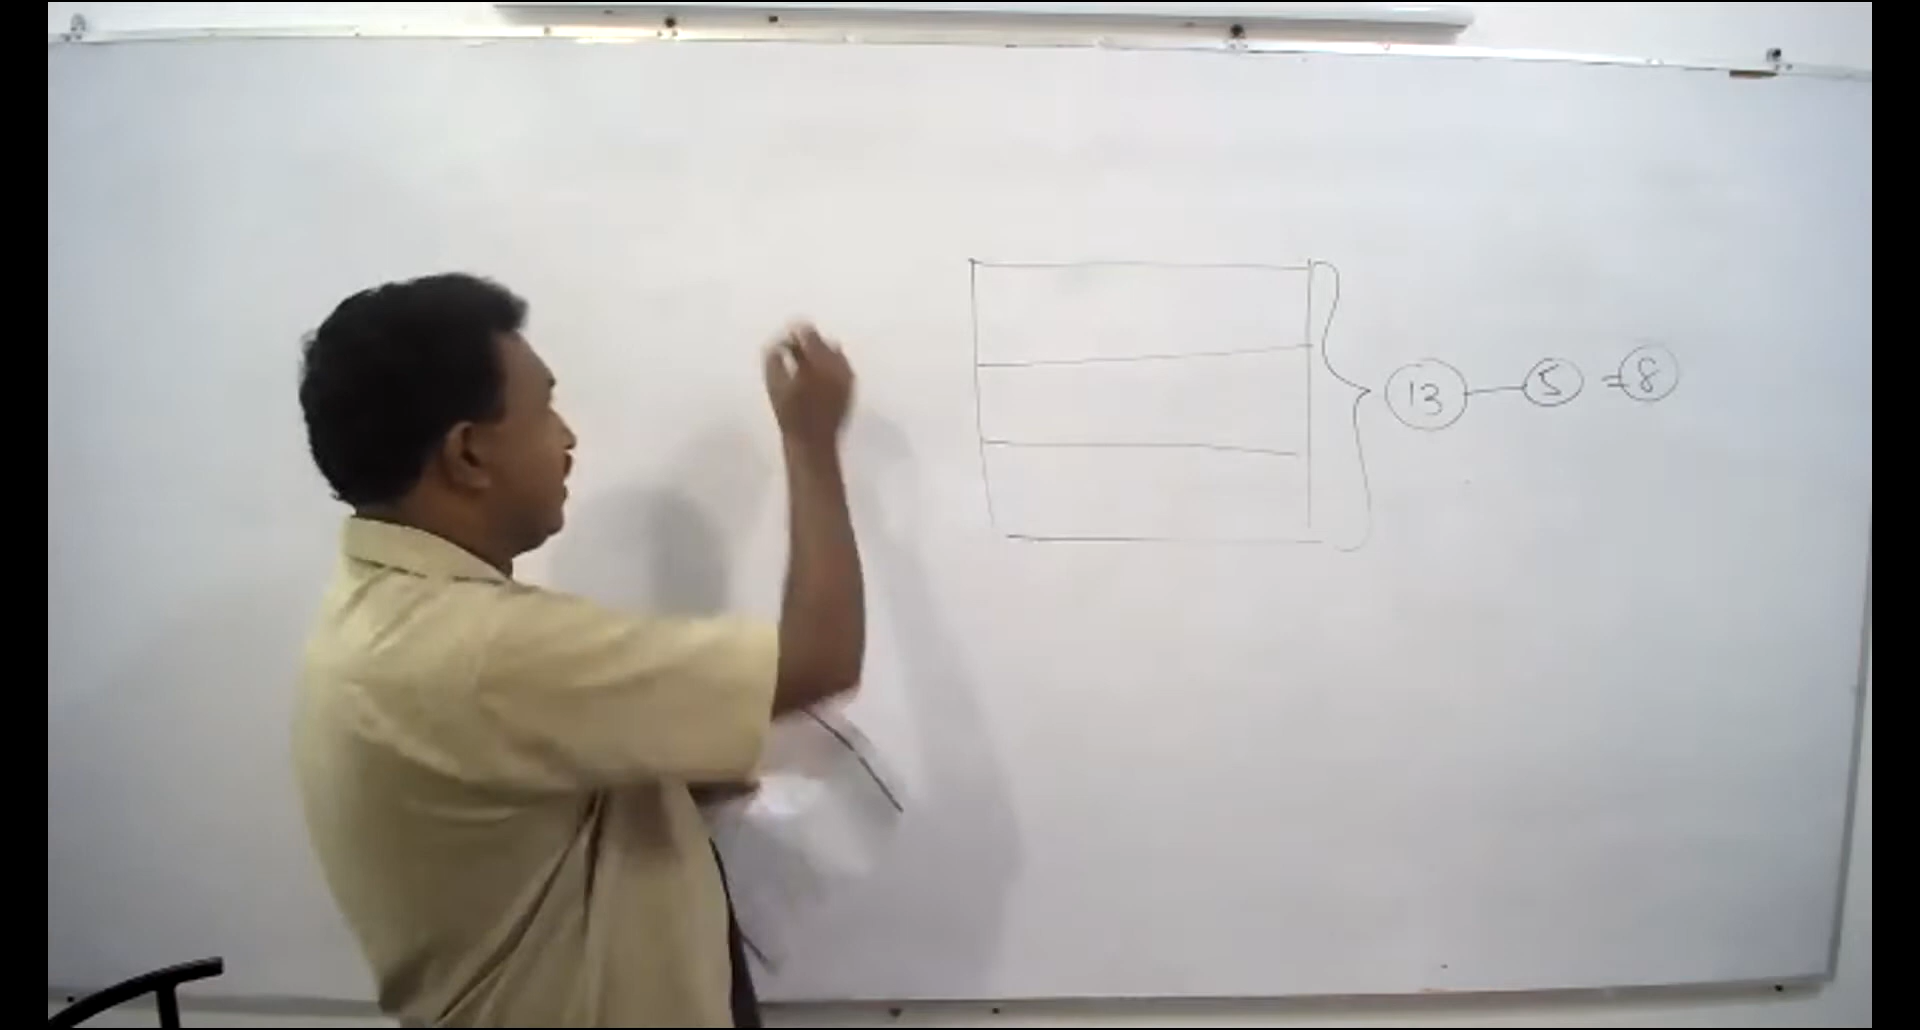 13 — 5 = 8